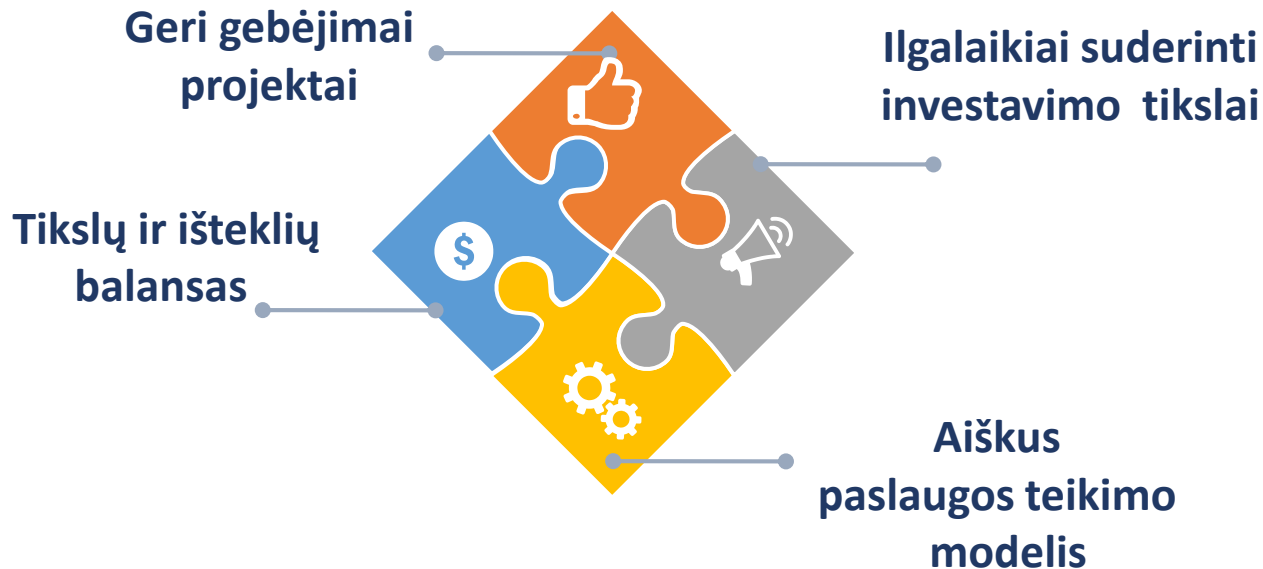 Geri gebėjimai
projektai
Ilgalaikiai suderinti
investavimo tikslai
Tikslų ir išteklių
balansas
$
Aiškus
paslaugos teikimo
modelis